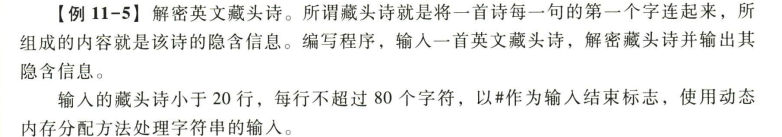 【例 11-5】解密英文藏头诗。所谓藏头诗就是将一首诗每一句的第一个字连起来，所
组成的内容就是该诗的隐含信息。编写程序，输入一首英文藏头诗，解密藏头诗并输出其
隐含信息。
输入的藏头诗小于 20 行，每行不超过 80 个字符，以#作为输入结束标志，使用动态
内存分配方法处理字符串的输入。